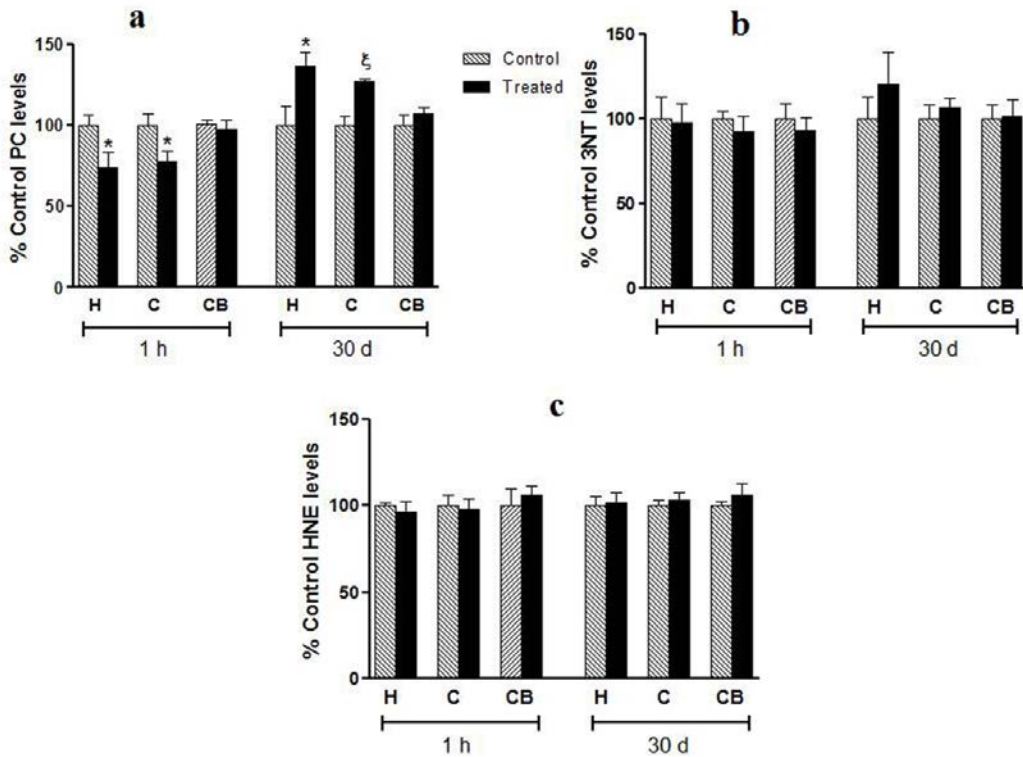 a
% Control PC levels
150
100
50
0
* * * ξ
H C CB H C CB
1 h 30 d
Control
Treated
b
% Control 3NT levels
150
100
50
0
H C CB H C CB
1 h 30 d
c
% Control HNE levels
150
100
50
0
H C CB H C CB
1 h 30 d